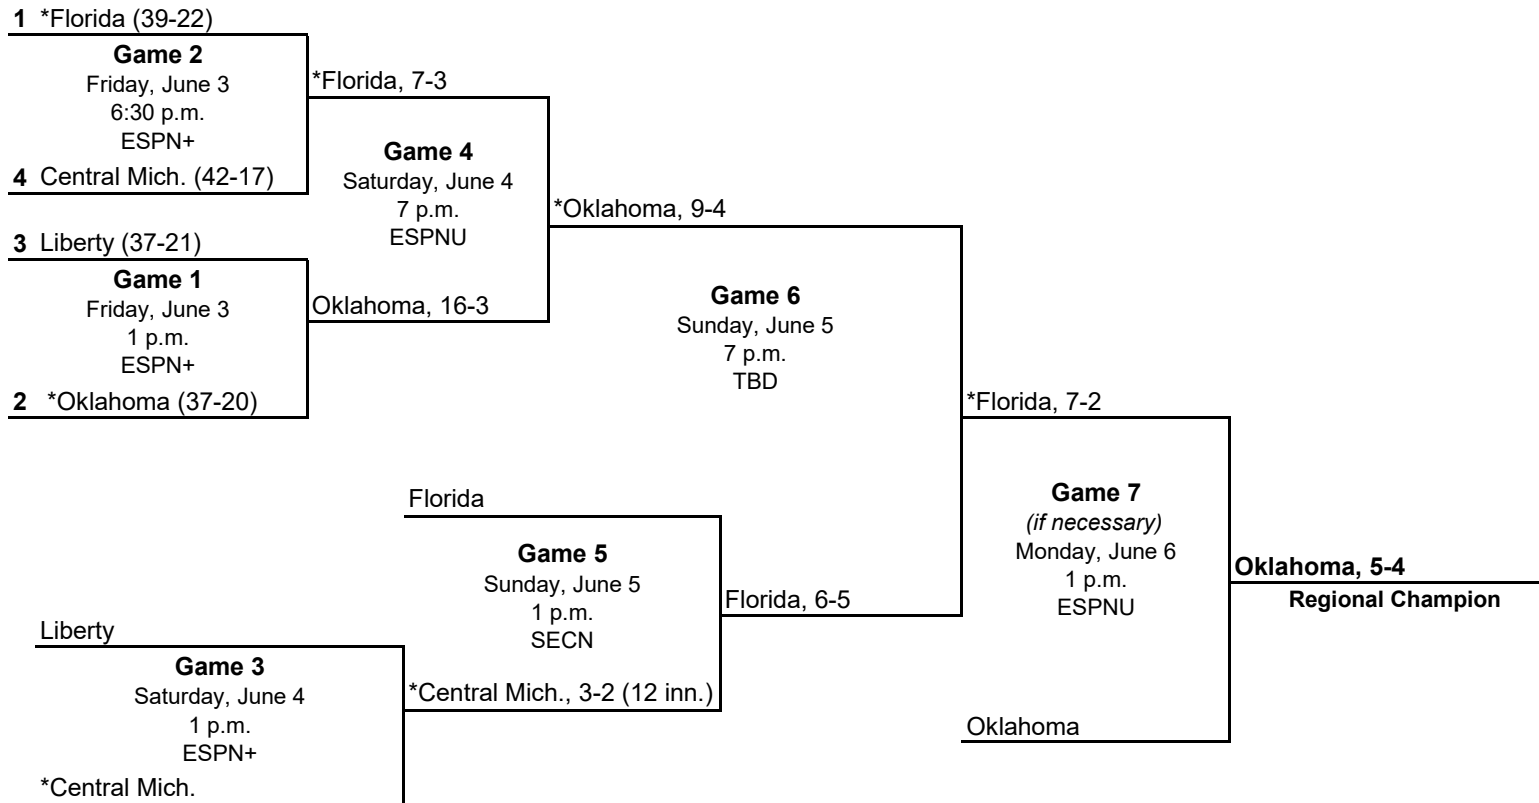 1 *Florida (39-22)
Game 2
Friday, June 3
6:30 p.m.
ESPN+
4 Central Mich. (42-17)
*Florida, 7-3
Game 4
Saturday, June 4
7 p.m.
ESPNU
3 Liberty (37-21)
Game 1
Friday, June 3
1 p.m.
ESPN+
2 *Oklahoma (37-20)
Oklahoma, 16-3
*Oklahoma, 9-4
Game 6
Sunday, June 5
7 p.m.
TBD
*Florida, 7-2
Florida
Game 5
Sunday, June 5
1 p.m.
SECN
Florida, 6-5
Liberty
Game 3
Saturday, June 4
1 p.m.
ESPN+
*Central Mich.
*Central Mich., 3-2 (12 inn.)
Game 7
(if necessary)
Monday, June 6
1 p.m.
ESPNU
Oklahoma
Oklahoma, 5-4
Regional Champion